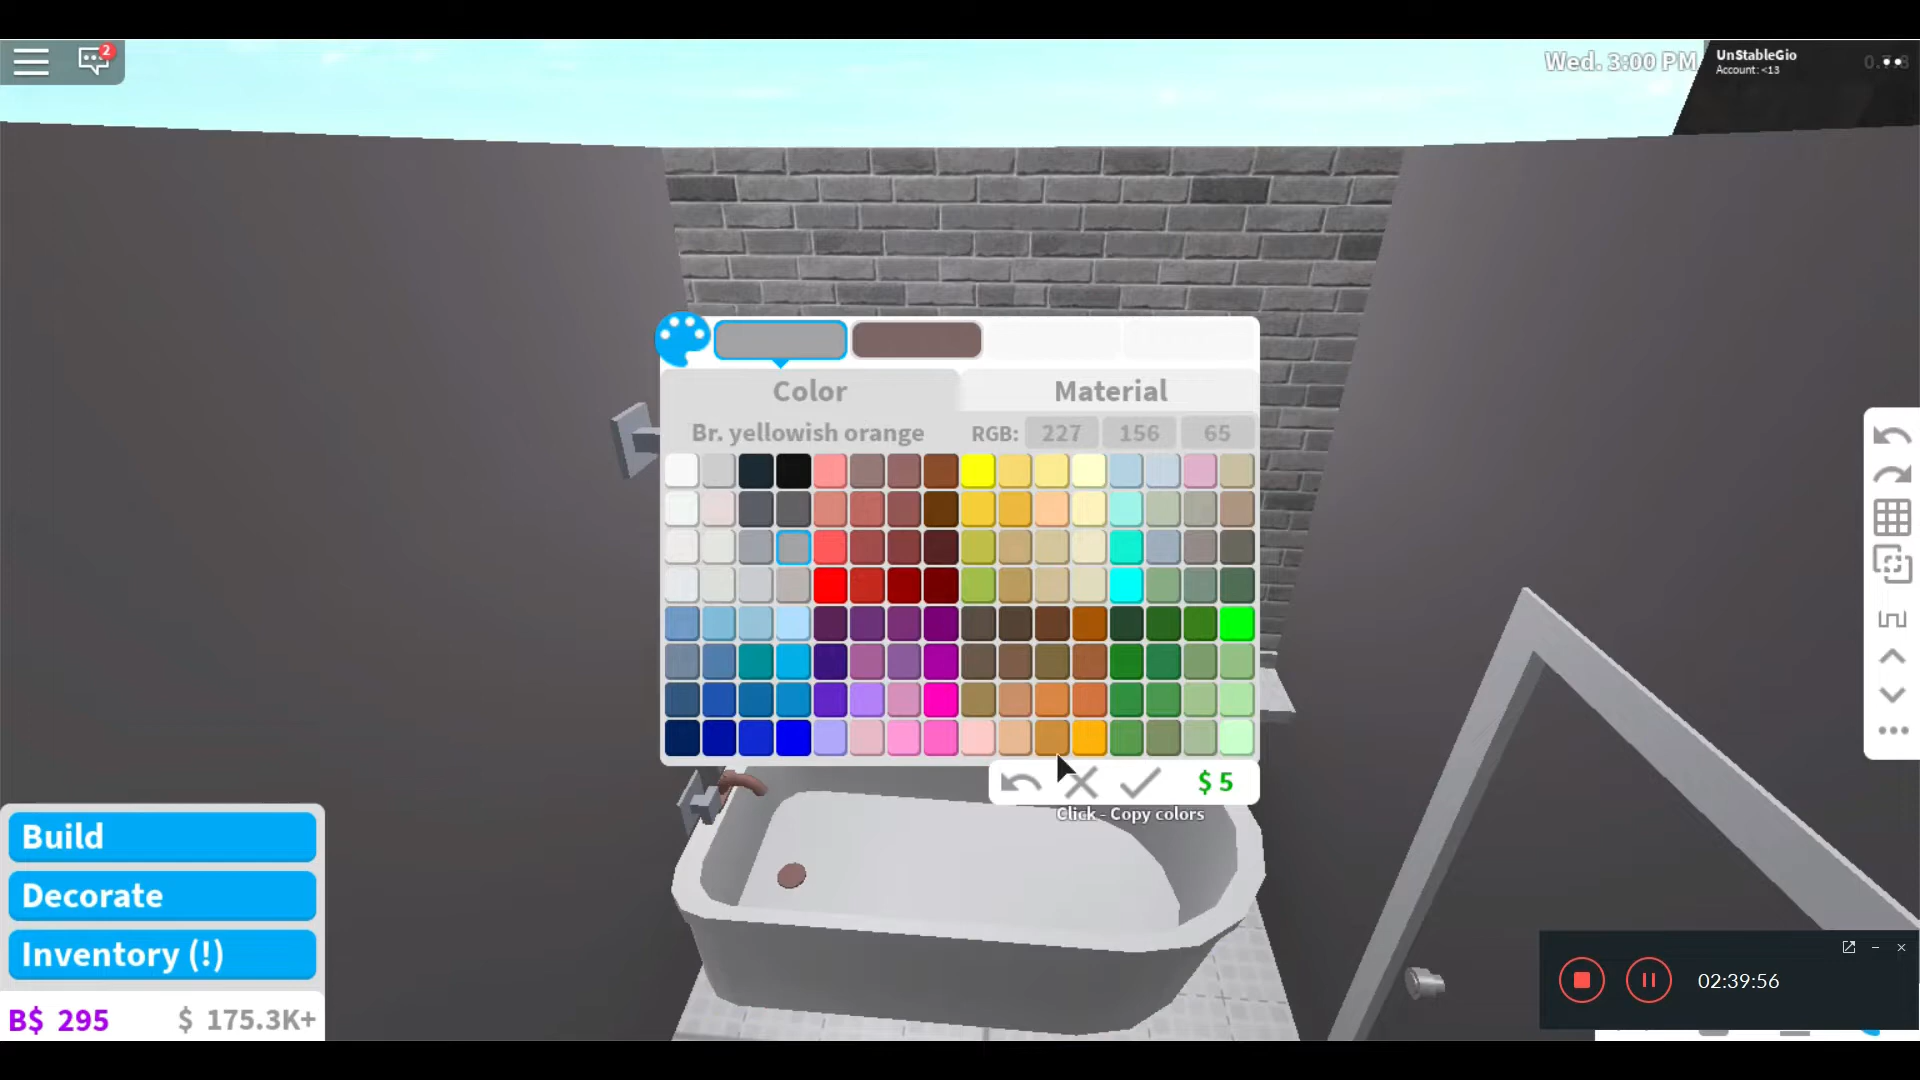 2
Wed. 3:00 PM
UnStableGio
Account: <13
Color
Material
Br. yellowish orange
RGB: 227 156 65
$ 5
Click - Copy colors
Build
Decorate
Inventory (!)
B$ 295
$ 175.3K+
02:39:56